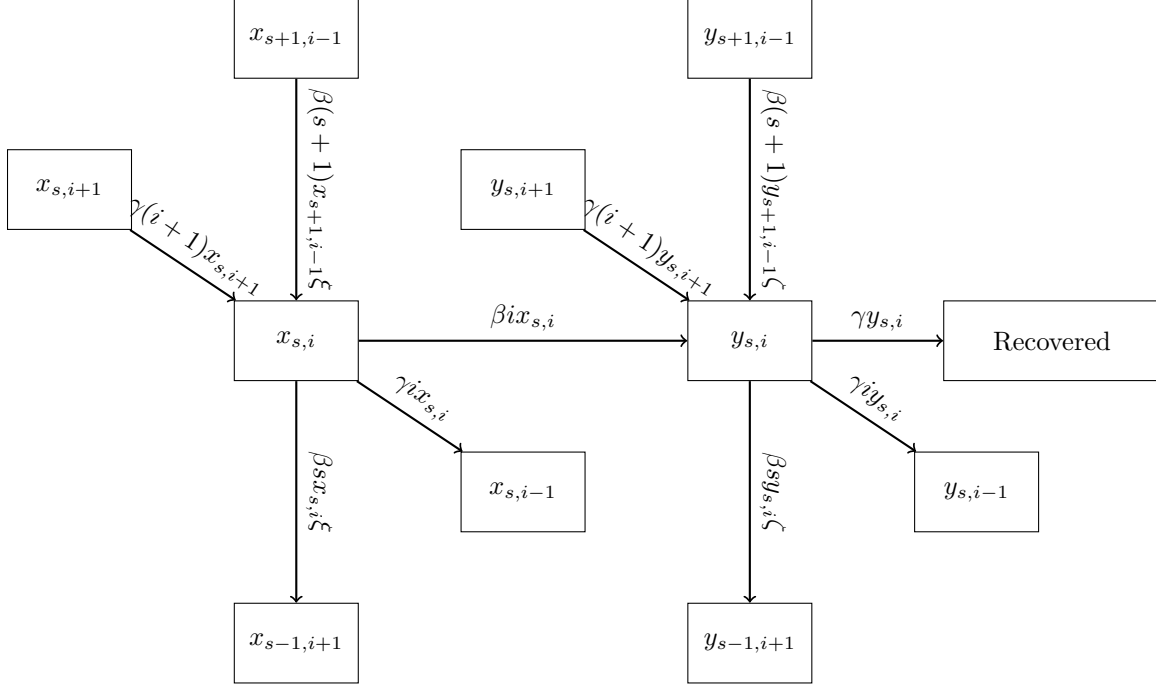 x_{s+1,i−1}
y_{s+1,i−1}
β(s + 1)x_{s+1,i−1}ξ
β(s + 1)y_{s+1,i−1}ζ
x_{s,i+1}
γ(i + 1)x_{s,i+1}
y_{s,i+1}
γ(i + 1)y_{s,i+1}
x_{s,i}
βix_{s,i}
y_{s,i}
γy_{s,i}
Recovered
γix_{s,i}
γiy_{s,i}
βsx_{s,i}ξ
x_{s,i−1}
βsy_{s,i}ζ
y_{s,i−1}
x_{s−1,i+1}
y_{s−1,i+1}